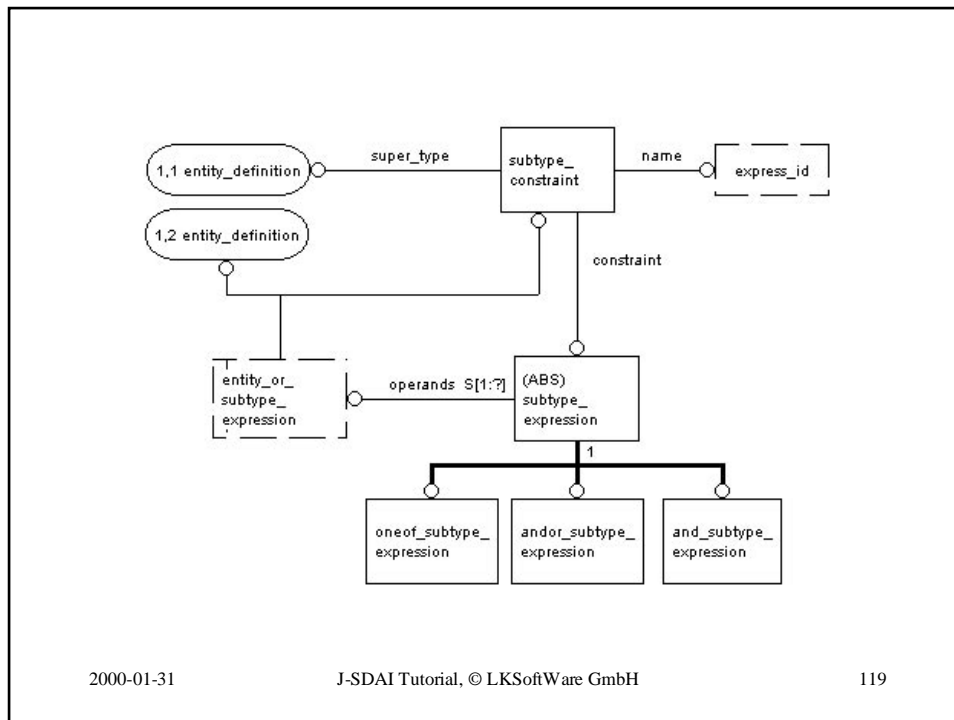 super_type
subtype_
constraint
name
express_id
1,1 entity_definition
1,2 entity_definition
constraint
entity_or_
subtype_
expression
operands S[1:?]
(ABS)
subtype_
expression
1
oneof_subtype_
expression
andor_subtype_
expression
and_subtype_
expression
2000-01-31
J-SDAI Tutorial, © LKSoftWare GmbH
119